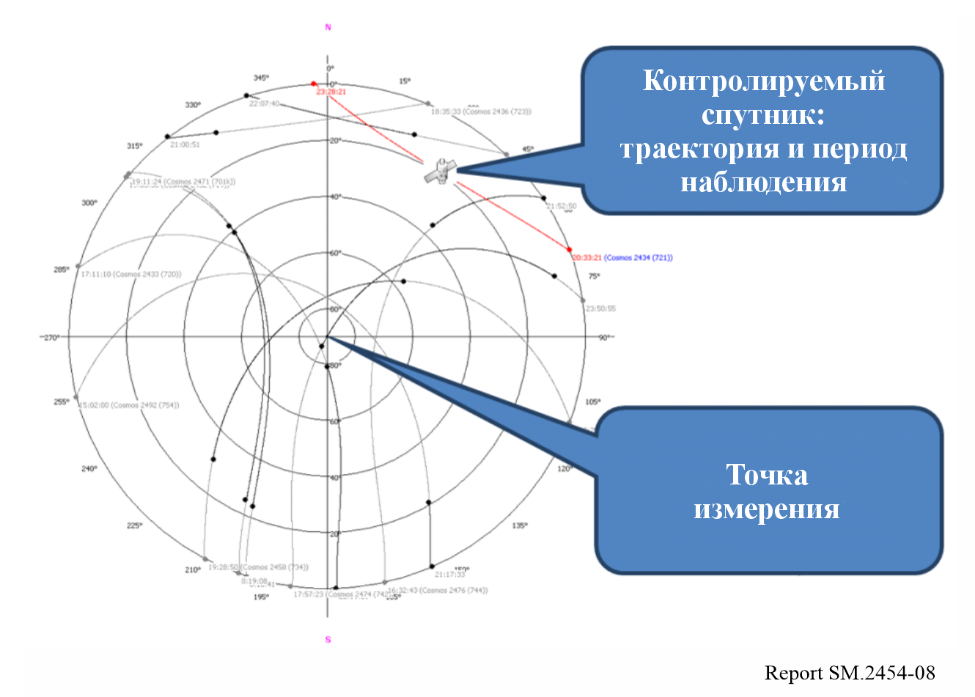 N
0°
345°
15°
0°
330°
23:28:21
22:07:40
18:35:33 (Cosmos 2436 (723))
Контролируемый
спутник:
траектория и период
наблюдения
315°
21:00:51
20°
45°
19:11:24 (Cosmos 2471 (701k))
300°
40°
21:52:50
60°
20:33:21 (Cosmos 2434 (721))
285°
17:11:10 (Cosmos 2433 (720))
75°
80°
23:50:55
270°
90°
80°
255°
15:02:00 (Cosmos 2492 (754))
105°
60°
240°
120°
Точка
измерения
40°
225°
135°
20°
210°
19:28:50 (Cosmos 2458 (734))
21:17:33
195°
17:57:23 (Cosmos 2474
16:32:43 (Cosmos 2476 (744))
S
Report SM.2454-08